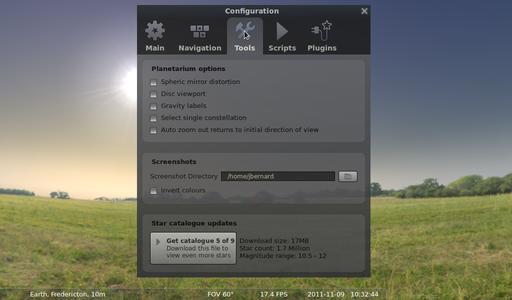 Configuration
Main Navigation Tools Scripts Plugins
Planetarium options
Spheric mirror distortion
Disc viewport
Gravity labels
Select single constellation
Auto zoom out returns to initial direction of view
Screenshots
Screenshot Directory /home/jbernard
Invert colours
Star catalogue updates
Get catalogue 5 of 9
Download this file to
view even more stars
Download size: 17MB
Star count: 1.7 Million
Magnitude range: 10.5 - 12
Earth, Fredericton, 10m FOV 60° 17.4 FPS 2011-11-09 10:32:44